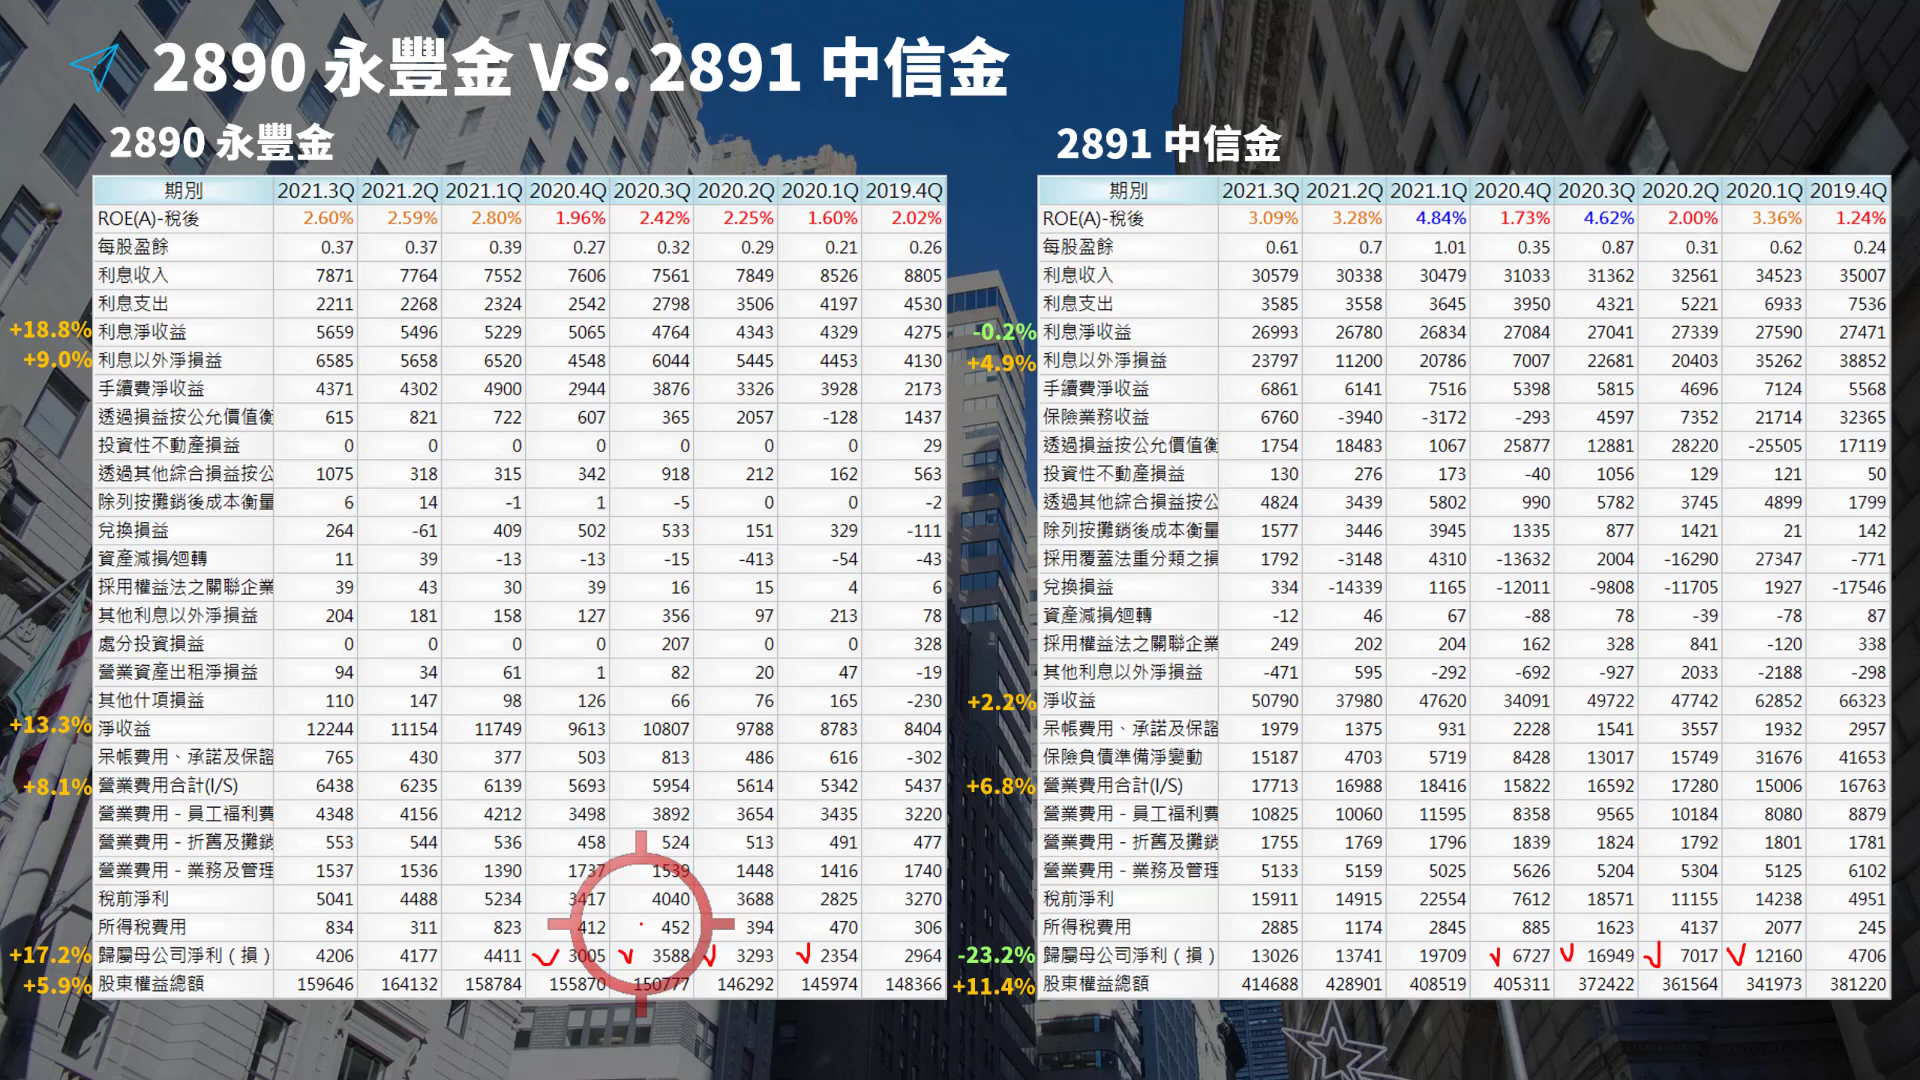 2890 永豐金 VS. 2891 中信金
2890 永豐金
期別 2021.3Q 2021.2Q 2021.1Q 2020.4Q 2020.3Q 2020.2Q 2020.1Q 2019.4Q
ROE(A)-稅後 2.60% 2.59% 2.80% 1.96% 2.42% 2.25% 1.60% 2.02%
每股盈餘 0.37 0.37 0.39 0.27 0.32 0.29 0.21 0.26
利息收入 7871 7764 7552 7606 7561 7849 8526 8805
利息支出 2211 2268 2324 2542 2798 3506 4197 4530
+18.8% 利息淨收益 5659 5496 5229 5065 4764 4343 4329 4275
+9.0% 利息以外淨損益 6585 5658 6520 4548 6044 5445 4453 4130
手續費淨收益 4371 4302 4900 2944 3876 3326 3928 2173
透過損益按公允價值衡 615 821 722 607 365 2057 -128 1437
投資性不動產損益 0 0 0 0 0 0 0 29
透過其他綜合損益按公 1075 318 315 342 918 212 162 563
除列按攤銷後成本衡量 6 14 -1 1 -5 0 0 -2
兌換損益 264 -61 409 502 533 151 329 -111
資產減損/迴轉 11 39 -13 -13 -15 -413 -54 -43
採用權益法之關聯企業 39 43 30 39 16 15 4 6
其他利息以外淨損益 204 181 158 127 356 97 213 78
處分投資損益 0 0 0 0 207 0 0 328
營業資產出租淨損益 94 34 61 1 82 20 47 -19
其他什項損益 110 147 98 126 66 76 165 -230
+13.3% 淨收益 12244 11154 11749 9613 10807 9788 8783 8404
呆帳費用、承諾及保證 765 430 377 503 813 486 616 -302
+8.1% 營業費用合計(I/S) 6438 6235 6139 5693 5954 5614 5342 5437
營業費用－員工福利費 4348 4156 4212 3498 3892 3654 3435 3220
營業費用－折舊及攤銷 553 544 536 458 524 513 491 477
營業費用－業務及管理 1537 1536 1390 1737 1539 1448 1416 1740
稅前淨利 5041 4488 5234 3417 4040 3688 2825 3270
所得稅費用 834 311 823 412 452 394 470 306
+17.2% 歸屬母公司淨利（損） 4206 4177 4411 3005 3588 3293 2354 2964
+5.9% 股東權益總額 159646 164132 158784 155870 150777 146292 145974 148366
2891 中信金
期別 2021.3Q 2021.2Q 2021.1Q 2020.4Q 2020.3Q 2020.2Q 2020.1Q 2019.4Q
ROE(A)-稅後 3.09% 3.28% 4.84% 1.73% 4.62% 2.00% 3.36% 1.24%
每股盈餘 0.61 0.7 1.01 0.35 0.87 0.31 0.62 0.24
利息收入 30579 30338 30479 31033 31362 32561 34523 35007
利息支出 3585 3558 3645 3950 4321 5221 6933 7536
-0.2% 利息淨收益 26993 26780 26834 27084 27041 27339 27590 27471
+4.9% 利息以外淨損益 23797 11200 20786 7007 22681 20403 35262 38852
手續費淨收益 6861 6141 7516 5398 5815 4696 7124 5568
保險業務收益 6760 -3940 -3172 -293 4597 7352 21714 32365
透過損益按公允價值衡 1754 18483 1067 25877 12881 28220 -25505 17119
投資性不動產損益 130 276 173 -40 1056 129 121 50
透過其他綜合損益按公 4824 3439 5802 990 5782 3745 4899 1799
除列按攤銷後成本衡量 1577 3446 3945 1335 877 1421 21 142
採用覆蓋法重分類之損 1792 -3148 4310 -13632 2004 -16290 27347 -771
兌換損益 334 -14339 1165 -12011 -9808 -11705 1927 -17546
資產減損/迴轉 -12 46 67 -88 78 -39 -78 87
採用權益法之關聯企業 249 202 204 162 328 841 -120 338
其他利息以外淨損益 -471 595 -292 -692 -927 2033 -2188 -298
+2.2% 淨收益 50790 37980 47620 34091 49722 47742 62852 66323
呆帳費用、承諾及保證 1979 1375 931 2228 1541 3557 1932 2957
保險負債準備淨變動 15187 4703 5719 8428 13017 15749 31676 41653
+6.8% 營業費用合計(I/S) 17713 16988 18416 15822 16592 17280 15006 16763
營業費用－員工福利費 10825 10060 11595 8358 9565 10184 8080 8879
營業費用－折舊及攤銷 1755 1769 1796 1839 1824 1792 1801 1781
營業費用－業務及管理 5133 5159 5025 5626 5204 5304 5125 6102
稅前淨利 15911 14915 22554 7612 18571 11155 14238 4951
所得稅費用 2885 1174 2845 885 1623 4137 2077 245
-23.2% 歸屬母公司淨利（損） 13026 13741 19709 6727 16949 7017 12160 4706
+11.4% 股東權益總額 414688 428901 408519 405311 372422 361564 341973 381220